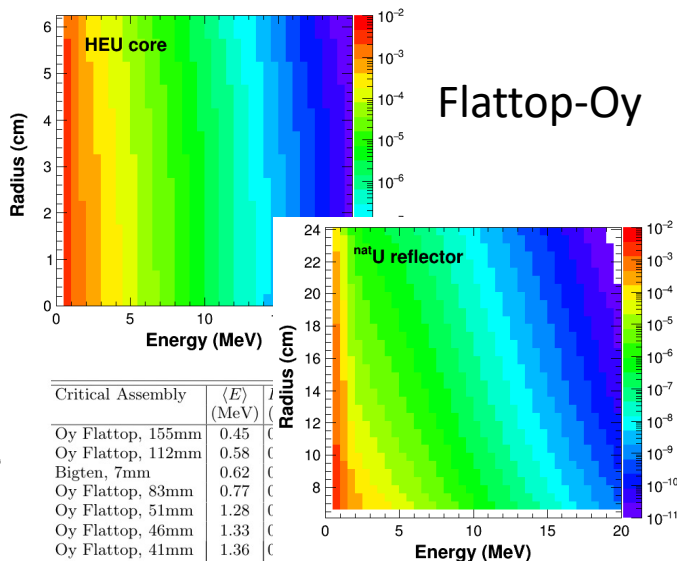 HEU core
Flattop-Oy
Radius (cm)
6
5
4
3
2
1
0
0
10
Energy (MeV)
10⁻²
10⁻³
10⁻⁴
10⁻⁵
10⁻⁶
natU reflector
Radius (cm)
24
22
20
18
16
14
12
10
8
0
5
10
15
20
Energy (MeV)
10⁻²
10⁻³
10⁻⁴
10⁻⁵
10⁻⁶
10⁻⁷
10⁻⁸
10⁻⁹
10⁻¹⁰
10⁻¹¹
Critical Assembly ⟨E⟩
(MeV) (
Oy Flattop, 155mm 0.45
Oy Flattop, 112mm 0.58
Bigten, 7mm 0.62
Oy Flattop, 83mm 0.77
Oy Flattop, 51mm 1.28
Oy Flattop, 46mm 1.33
Oy Flattop, 41mm 1.36